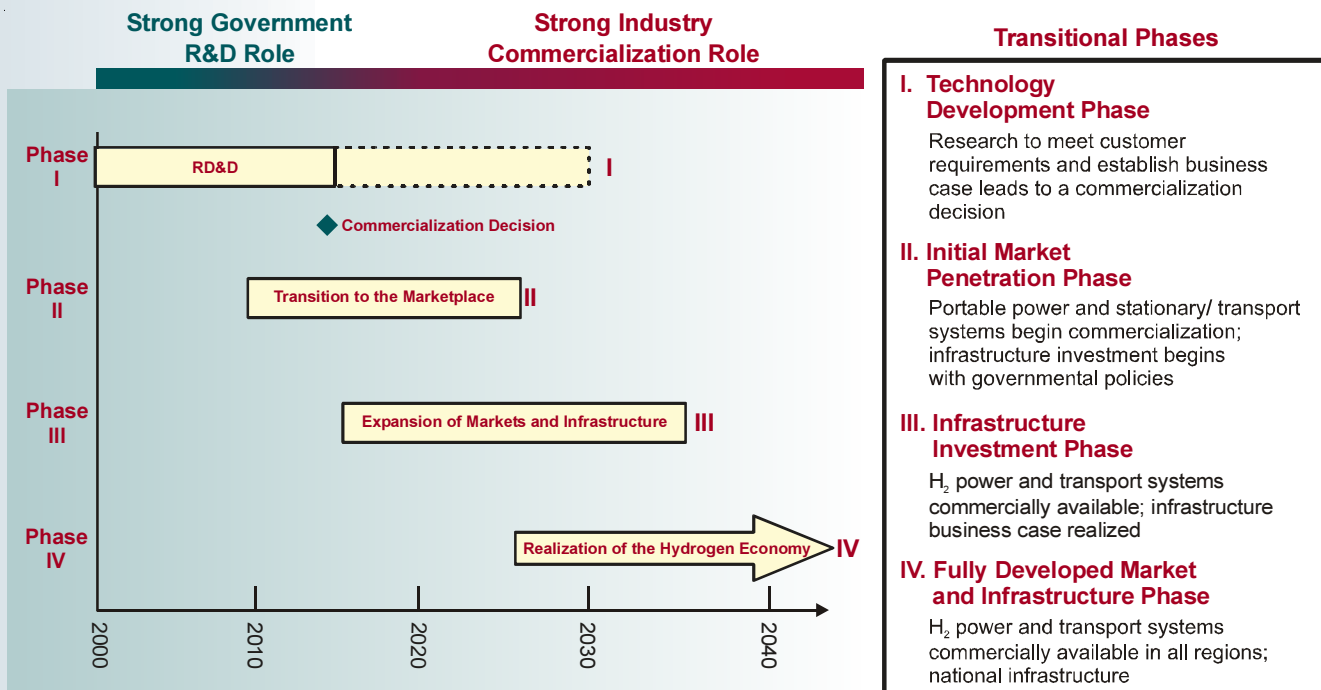 Strong Government
R&D Role
Strong Industry
Commercialization Role
Phase
I
RD&D
I
Commercialization Decision
Phase
II
Transition to the Marketplace
II
Phase
III
Expansion of Markets and Infrastructure
III
Phase
IV
Realization of the Hydrogen Economy
IV
2000
2010
2020
2030
2040
Transitional Phases
I. Technology
Development Phase
Research to meet customer
requirements and establish business
case leads to a commercialization
decision
II. Initial Market
Penetration Phase
Portable power and stationary/ transport
systems begin commercialization;
infrastructure investment begins
with governmental policies
III. Infrastructure
Investment Phase
H₂ power and transport systems
commercially available; infrastructure
business case realized
IV. Fully Developed Market
and Infrastructure Phase
H₂ power and transport systems
commercially available in all regions;
national infrastructure